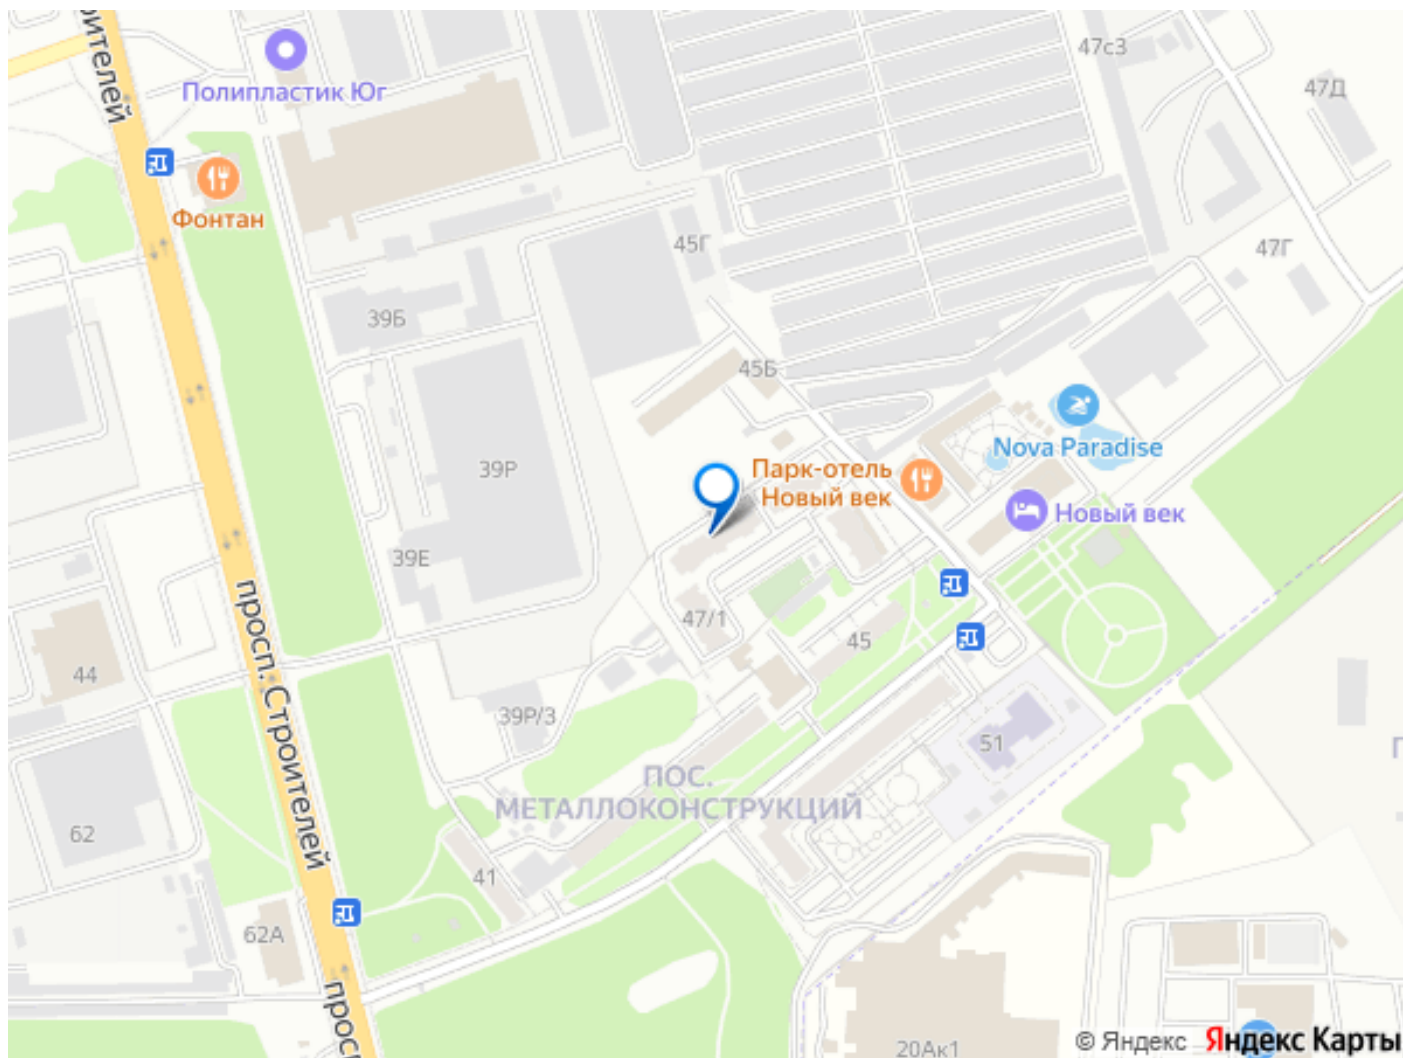 роителей
Полипластик Юг
47с3
47Д
Фонтан
45Г
47Г
39Б
45Б
Nova Paradise
39Р
Парк-отель
Новый век
Новый век
39Е
просп. Строителей
47/1
45
44
39Р/3
51
ПОС.
МЕТАЛЛОКОНСТРУКЦИЙ
62
41
62А
просп
20Ак1
© Яндекс Яндекс Карты